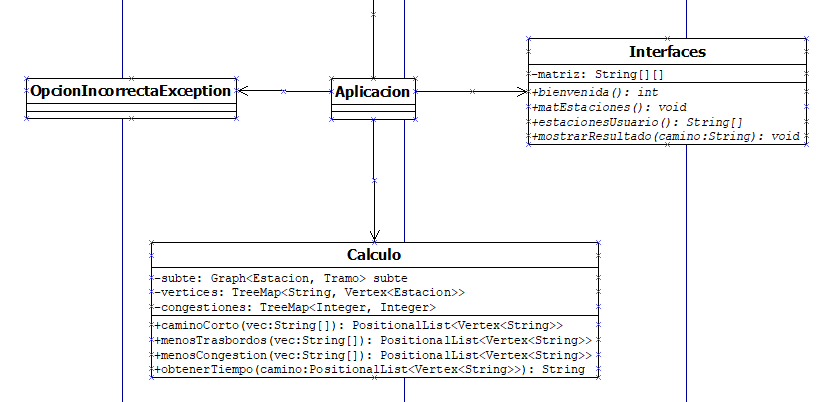 Interfaces
-matriz: String[][]
+bienvenida(): int
+matEstaciones(): void
+estacionesUsuario(): String[]
+mostrarResultado(camino:String): void
OpcionIncorrectaException
Aplicacion
Calculo
-subte: Graph<Estacion, Tramo> subte
-vertices: TreeMap<String, Vertex<Estacion>>
-congestiones: TreeMap<Integer, Integer>
+caminoCorto(vec:String[]): PositionalList<Vertex<String>>
+menosTrasbordos(vec:String[]): PositionalList<Vertex<String>>
+menosCongestion(vec:String[]): PositionalList<Vertex<String>>
+obtenerTiempo(camino:PositionalList<Vertex<String>>): String